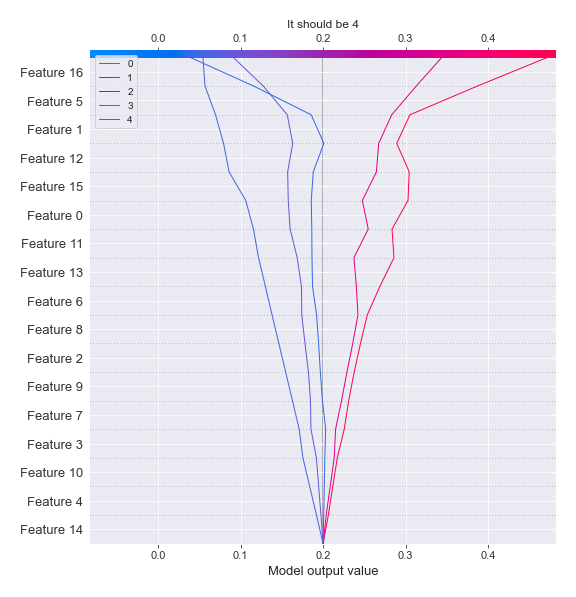 It should be 4
0.0 0.1 0.2 0.3 0.4
0
1
2
3
4
Feature 16
Feature 5
Feature 1
Feature 12
Feature 15
Feature 0
Feature 11
Feature 13
Feature 6
Feature 8
Feature 2
Feature 9
Feature 7
Feature 3
Feature 10
Feature 4
Feature 14
0.0 0.1 0.2 0.3 0.4
Model output value